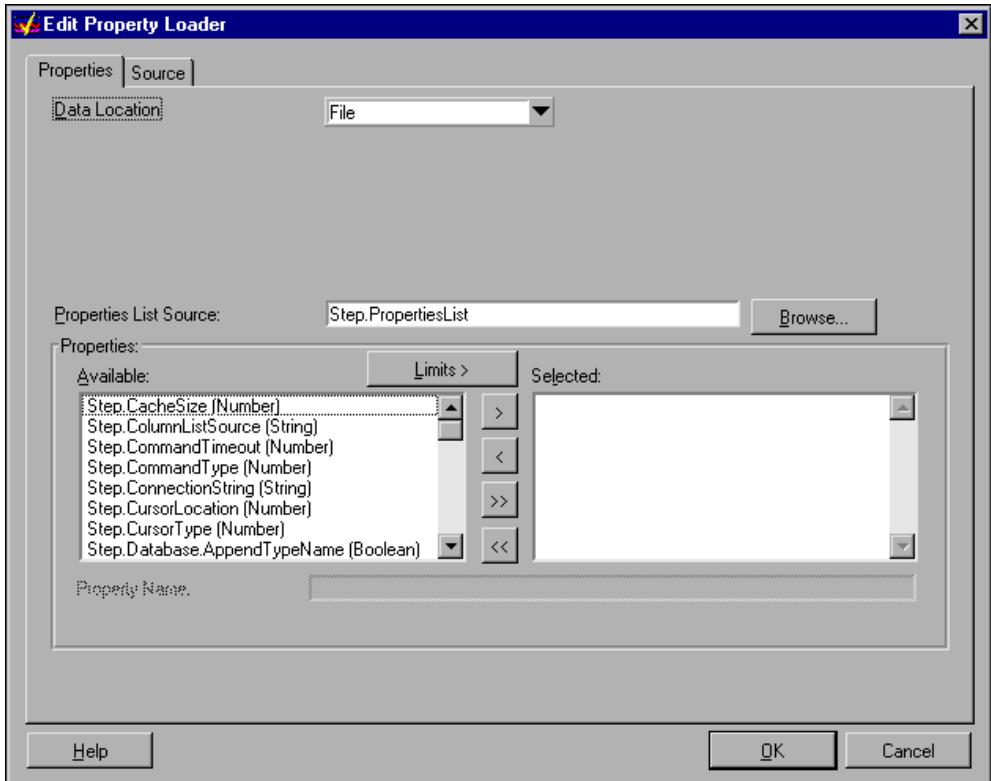 Edit Property Loader
Properties
Source
Data Location
File
Properties List Source:
Step.PropertiesList
Browse...
Properties:
Limits >
Available:
Selected:
Step.CacheSize (Number)
Step.ColumnListSource (String)
Step.CommandTimeout (Number)
Step.CommandType (Number)
Step.ConnectionString (String)
Step.CursorLocation (Number)
Step.CursorType (Number)
Step.Database.AppendTypeName (Boolean)
>
<
>>
<<
Property Name.
Help
OK
Cancel